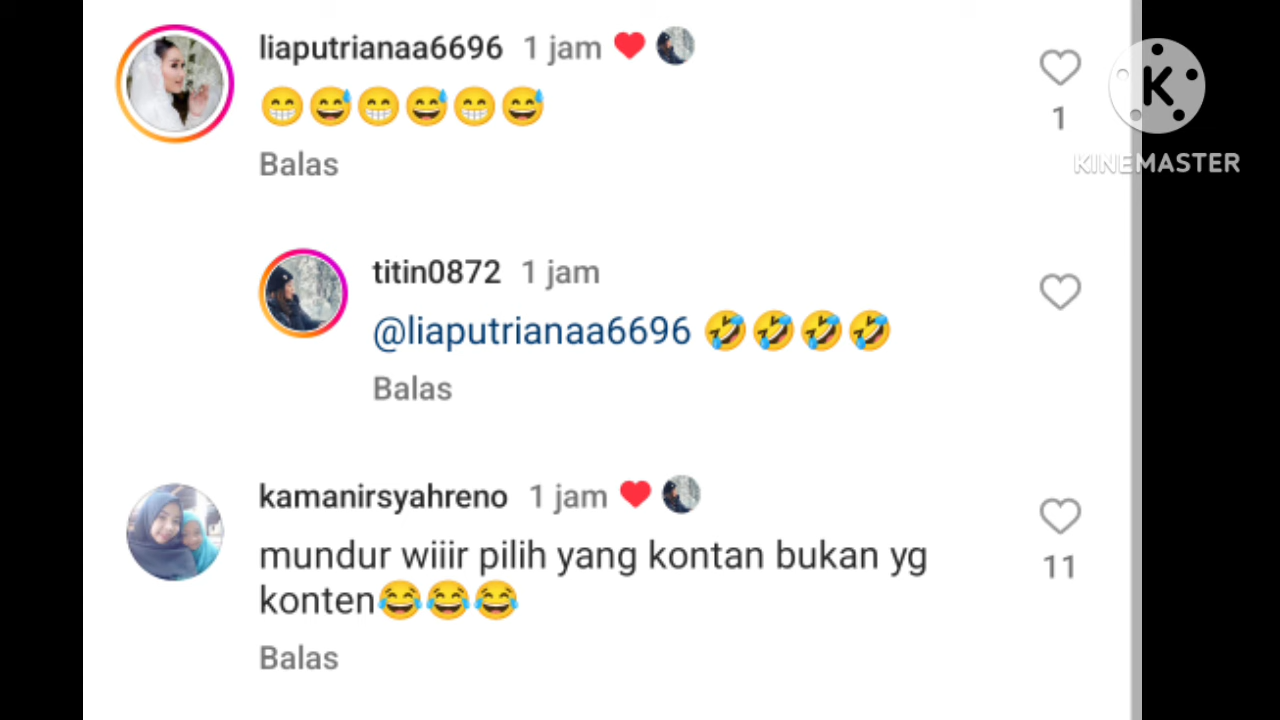 liaputrianaa6696 1 jam ❤️
😁😅😁😅😁😅
1
Balas
KINEMASTER
titin0872 1 jam
@liaputrianaa6696 🤣🤣🤣🤣
Balas
kamanirsyahreno 1 jam ❤️
mundur wiiir pilih yang kontan bukan yg
konten😂😂😂
11
Balas